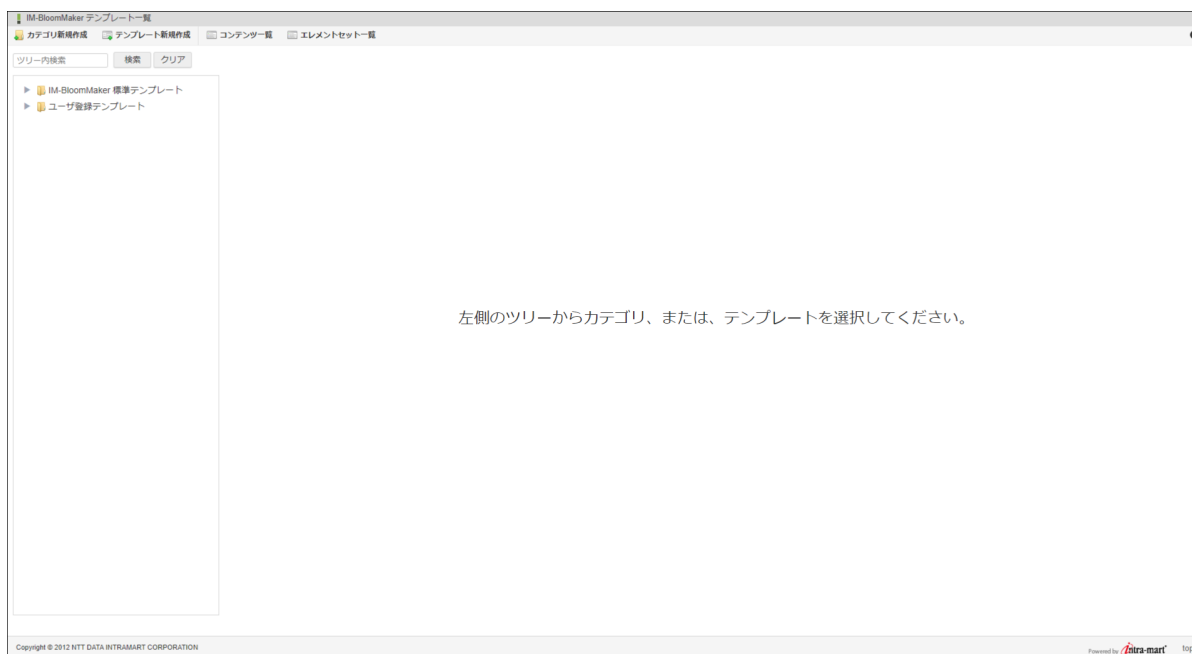 IM-BloomMaker テンプレート一覧
カテゴリ新規作成 テンプレート新規作成 コンテンツ一覧 エレメントセット一覧
ツリー内検索 検索 クリア
IM-BloomMaker 標準テンプレート
ユーザ登録テンプレート
左側のツリーからカテゴリ、または、テンプレートを選択してください。
Copyright © 2012 NTT DATA INTRAMART CORPORATION
Powered by intra-mart top